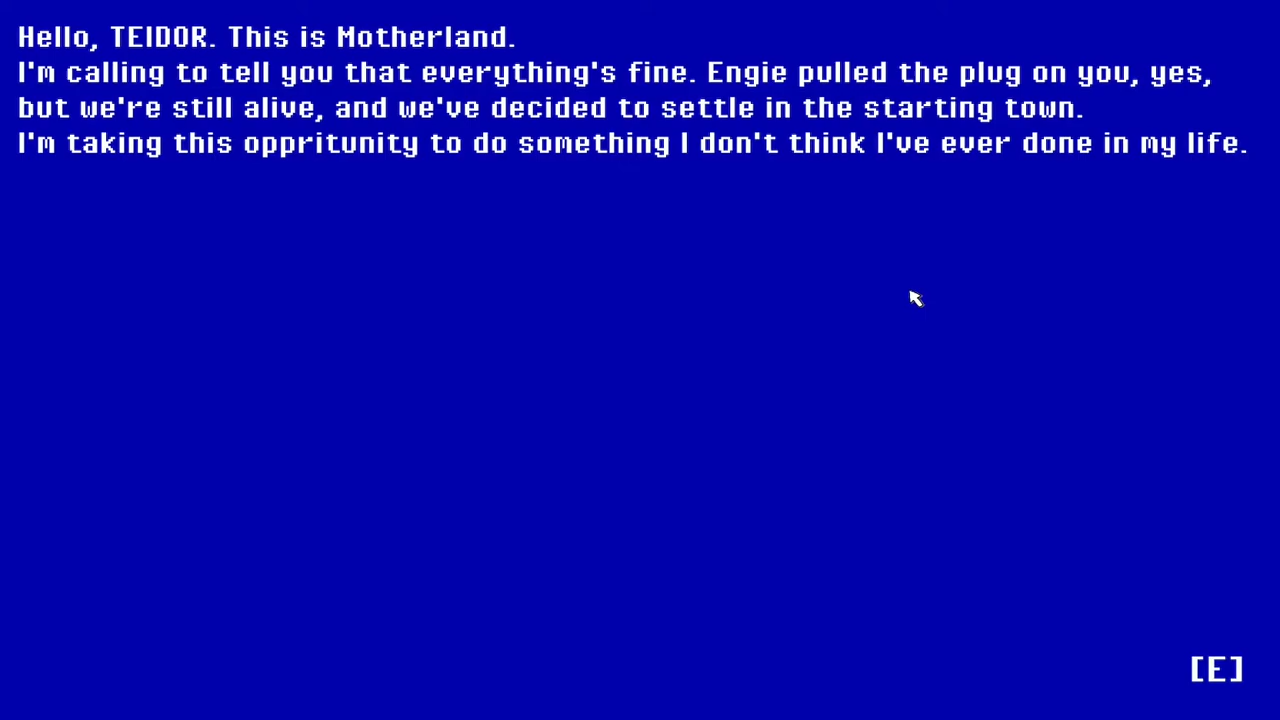 Hello, TEIDOR. This is Motherland.
I'm calling to tell you that everything's fine. Engie pulled the plug on you, yes,
but we're still alive, and we've decided to settle in the starting town.
I'm taking this oppritunity to do something I don't think I've ever done in my life.
[E]